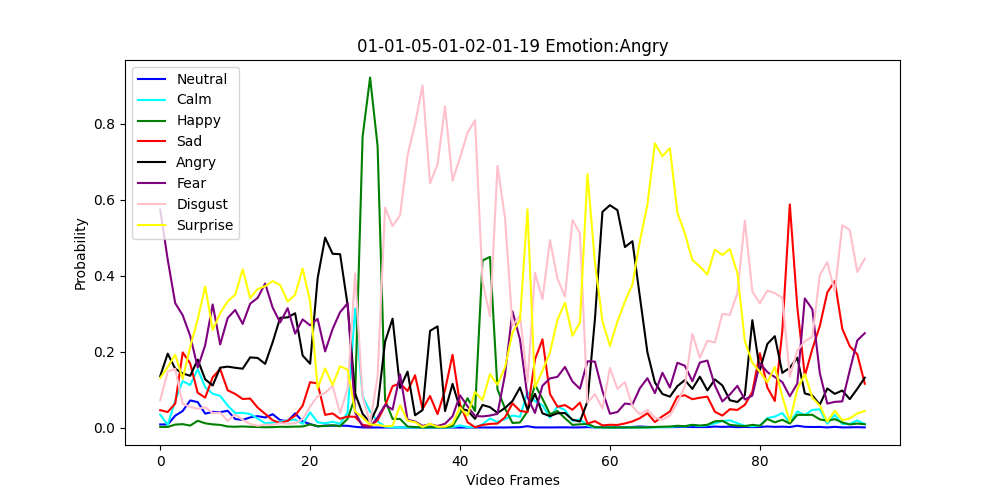 01-01-05-01-02-01-19 Emotion:Angry
Neutral
Calm
Happy
Sad
Angry
Fear
Disgust
Surprise
Probability
0.8
0.6
0.4
0.2
0.0
0 20 40 60 80
Video Frames